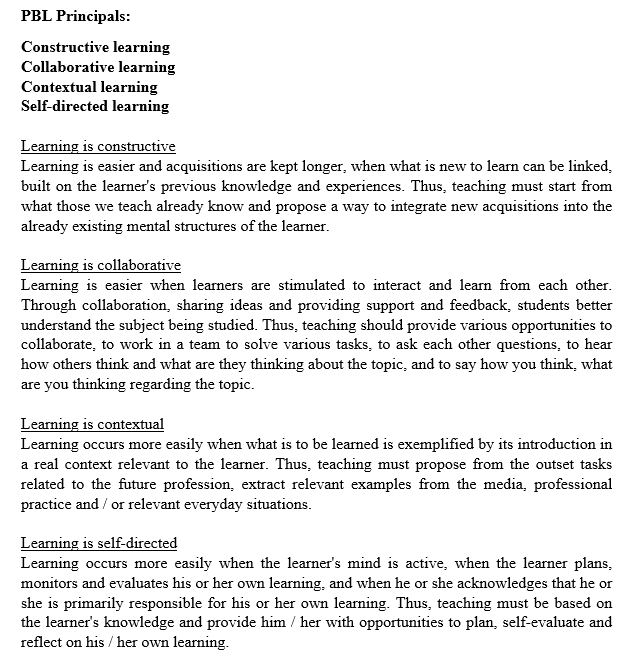 PBL Principals:
Constructive learning
Collaborative learning
Contextual learning
Self-directed learning
Learning is constructive
Learning is easier and acquisitions are kept longer, when what is new to learn can be linked,
built on the learner's previous knowledge and experiences. Thus, teaching must start from
what those we teach already know and propose a way to integrate new acquisitions into the
already existing mental structures of the learner.
Learning is collaborative
Learning is easier when learners are stimulated to interact and learn from each other.
Through collaboration, sharing ideas and providing support and feedback, students better
understand the subject being studied. Thus, teaching should provide various opportunities to
collaborate, to work in a team to solve various tasks, to ask each other questions, to hear
how others think and what are they thinking about the topic, and to say how you think, what
are you thinking regarding the topic.
Learning is contextual
Learning occurs more easily when what is to be learned is exemplified by its introduction in
a real context relevant to the learner. Thus, teaching must propose from the outset tasks
related to the future profession, extract relevant examples from the media, professional
practice and / or relevant everyday situations.
Learning is self-directed
Learning occurs more easily when the learner's mind is active, when the learner plans,
monitors and evaluates his or her own learning, and when he or she acknowledges that he or
she is primarily responsible for his or her own learning. Thus, teaching must be based on
the learner's knowledge and provide him / her with opportunities to plan, self-evaluate and
reflect on his / her own learning.